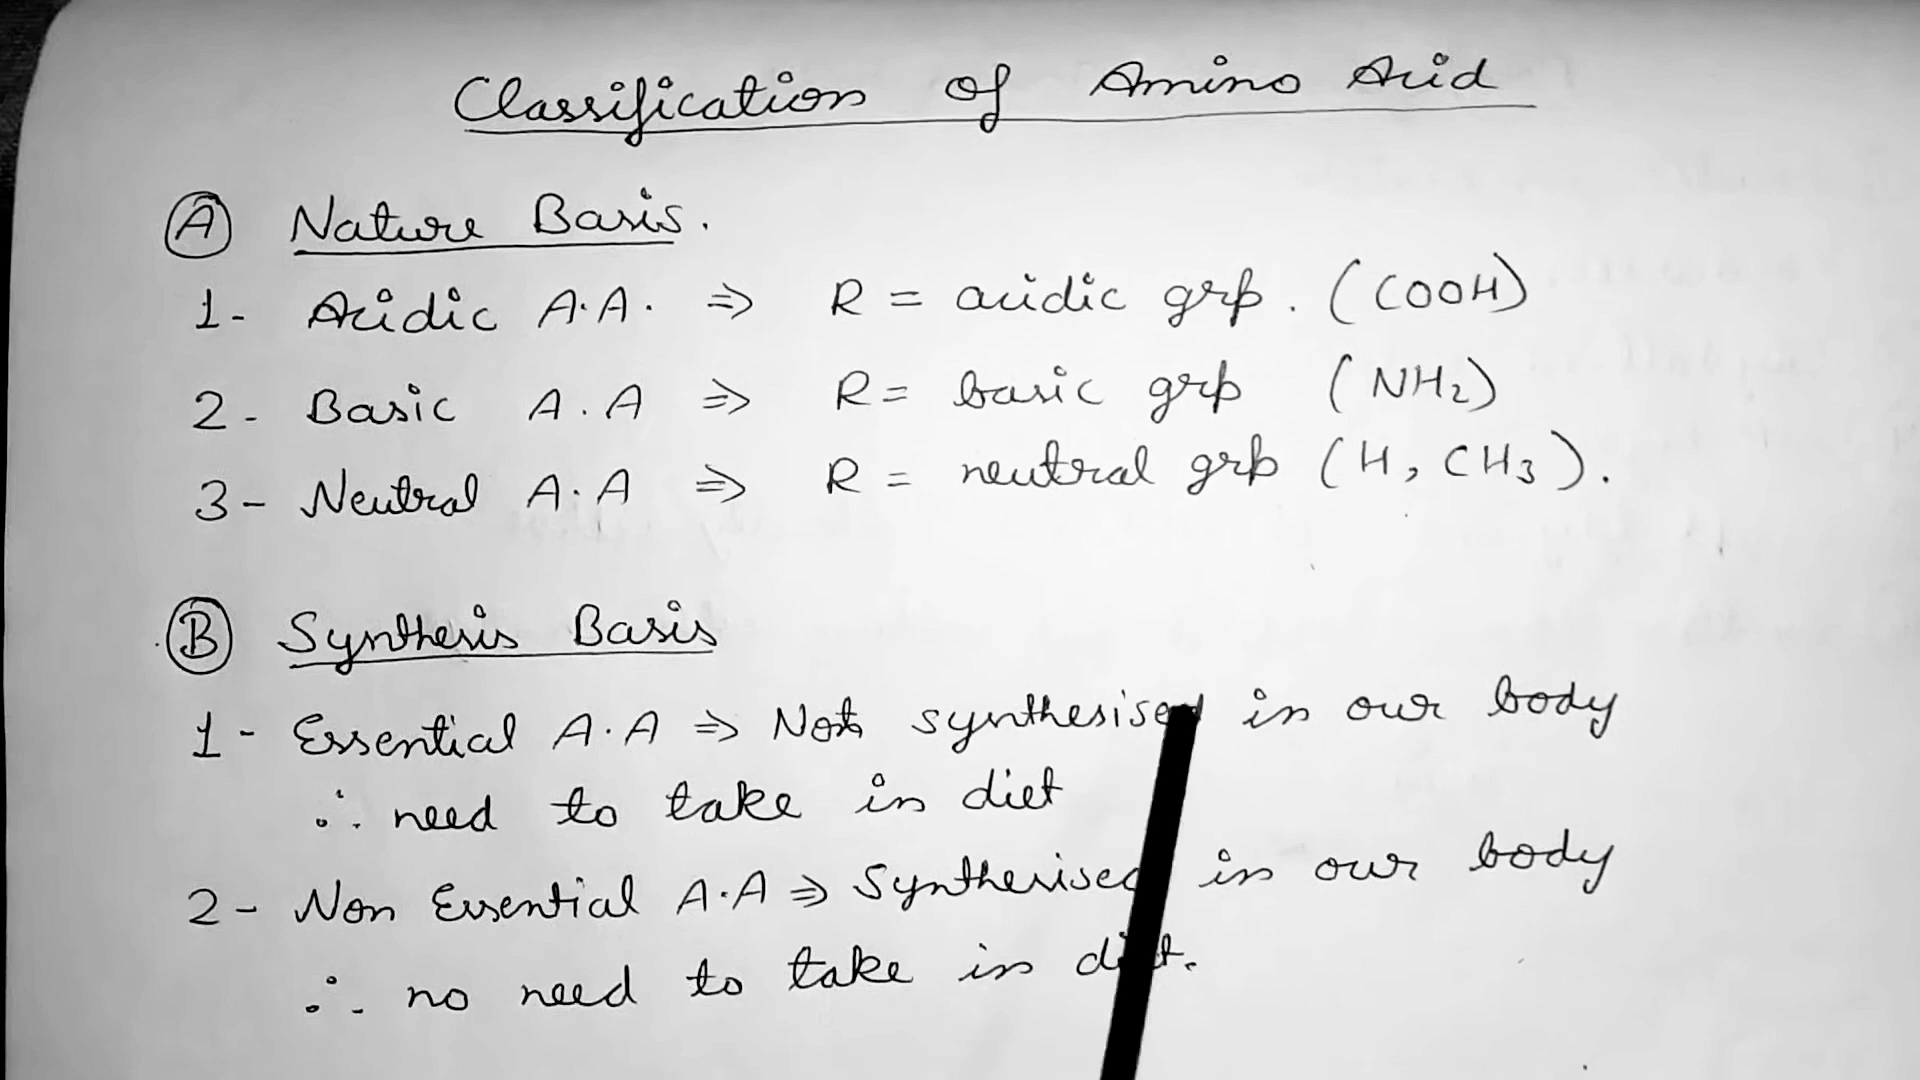 Classification of Amino Acid
A Nature Basis.
1- Acidic A.A. ⇒ R = acidic grp. (COOH)
2- Basic A.A ⇒ R = basic grp (NH2)
3- Neutral A.A ⇒ R = neutral grp (H, CH3).
B Synthesis Basis
1- Essential A.A ⇒ Not synthesised in our body
∴ need to take in diet
2- Non Essential A.A ⇒ Synthesised in our body
∴ no need to take in diet.